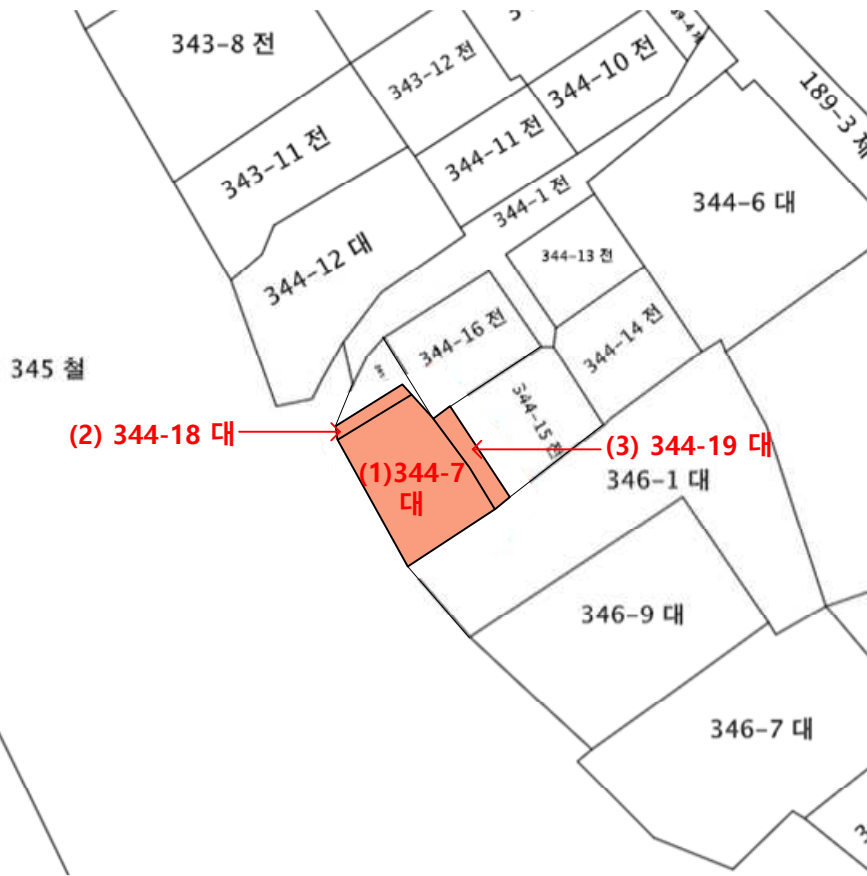 343-8 전
343-12 전
344-10 전
189-3 제
343-11 전
344-11 전
344-1 전
344-6 대
344-12 대
344-13 전
344-16 전
344-14 전
345 철
344-15 전
(2) 344-18 대
(3) 344-19 대
(1)344-7
대
346-1 대
346-9 대
346-7 대